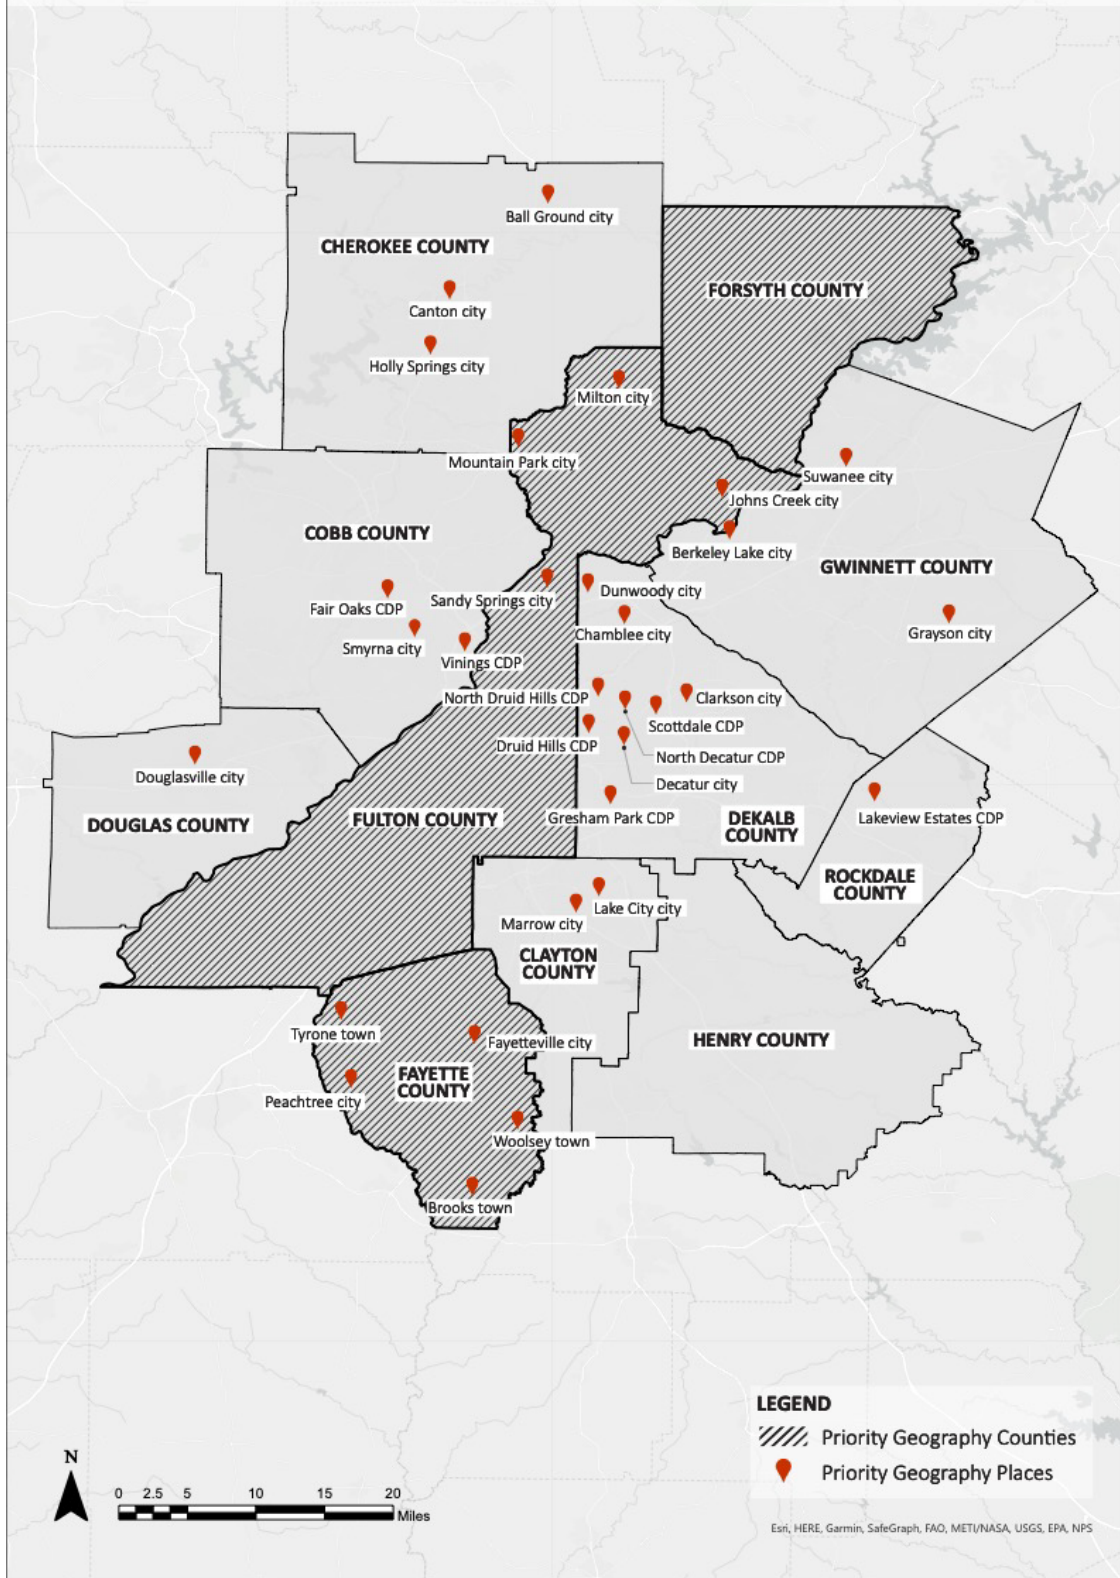 Ball Ground city
CHEROKEE COUNTY
FORSYTH COUNTY
Canton city
Holly Springs city
Milton city
Mountain Park city
Suwanee city
Johns Creek city
COBB COUNTY
Berkeley Lake city
GWINNETT COUNTY
Sandy Springs city
Dunwoody city
Fair Oaks CDP
Chamblee city
Grayson city
Smyrna city
Vinings CDP
North Druid Hills CDP
Clarkson city
Scottdale CDP
Druid Hills CDP
North Decatur CDP
Douglasville city
Decatur city
Gresham Park CDP
Lakeview Estates CDP
DOUGLAS COUNTY
FULTON COUNTY
DEKALB
COUNTY
ROCKDALE
COUNTY
Lake City city
Marrow city
CLAYTON
COUNTY
Tyrone town
Fayetteville city
HENRY COUNTY
FAYETTE
COUNTY
Peachtree city
Woolsey town
Brooks town
LEGEND
Priority Geography Counties
Priority Geography Places
N
0 2.5 5 10 15 20
Miles
Esri, HERE, Garmin, SafeGraph, FAO, METI/NASA, USGS, EPA, NPS